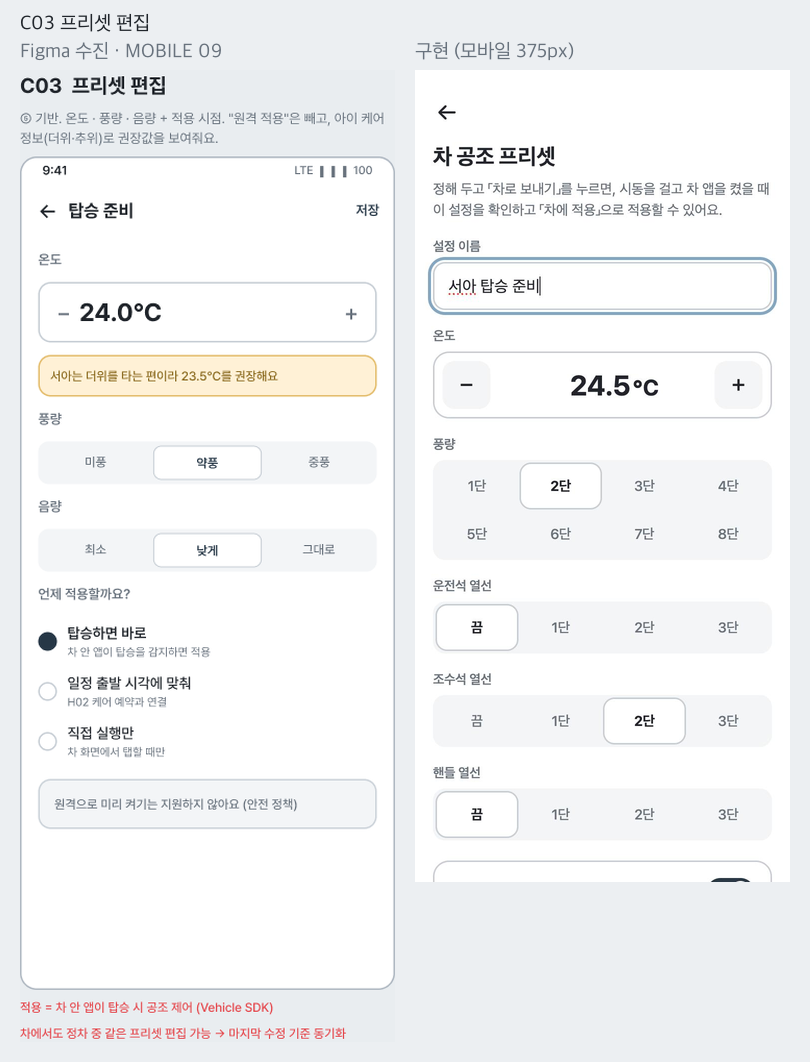 C03 프리셋 편집
Figma 수진 · MOBILE 09
C03 프리셋 편집
⑥ 기반. 온도 · 풍량 · 음량 + 적용 시점. "원격 적용"은 빼고, 아이 케어
정보(더위·추위)로 권장값을 보여줘요.
9:41
LTE ▌▌▌ 100
← 탑승 준비
저장
온도
− 24.0°C +
서아는 더위를 타는 편이라 23.5°C를 권장해요
풍량
미풍 약풍 중풍
음량
최소 낮게 그대로
언제 적용할까요?
탑승하면 바로
차 안 앱이 탑승을 감지하면 적용
일정 출발 시각에 맞춰
H02 케어 예약과 연결
직접 실행만
차 화면에서 탭할 때만
원격으로 미리 켜기는 지원하지 않아요 (안전 정책)
적용 = 차 안 앱이 탑승 시 공조 제어 (Vehicle SDK)
차에서도 정차 중 같은 프리셋 편집 가능 → 마지막 수정 기준 동기화
구현 (모바일 375px)
←
차 공조 프리셋
정해 두고 「차로 보내기」를 누르면, 시동을 걸고 차 앱을 켰을 때
이 설정을 확인하고 「차에 적용」으로 적용할 수 있어요.
설정 이름
서아 탑승 준비
온도
− 24.5°C +
풍량
1단 2단 3단 4단
5단 6단 7단 8단
운전석 열선
끔 1단 2단 3단
조수석 열선
끔 1단 2단 3단
핸들 열선
끔 1단 2단 3단